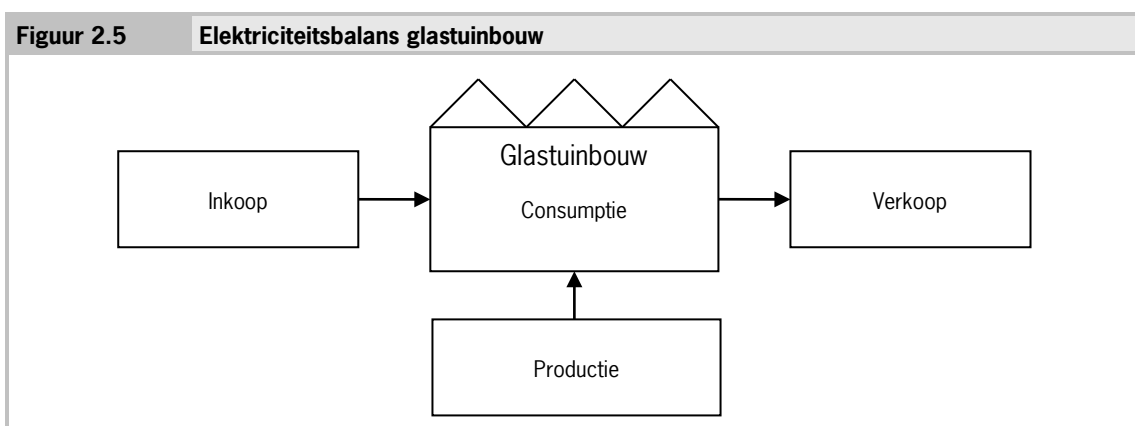 Figuur 2.5 Elektriciteitsbalans glastuinbouw
Glastuinbouw
Inkoop
Consumptie
Verkoop
Productie